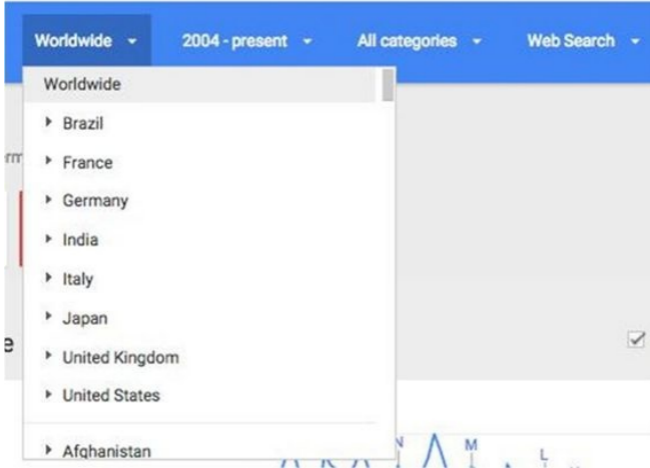 Worldwide 2004 - present All categories Web Search
Worldwide
Brazil
erm
France
Germany
India
Italy
Japan
e
United Kingdom
United States
Afghanistan
N M L